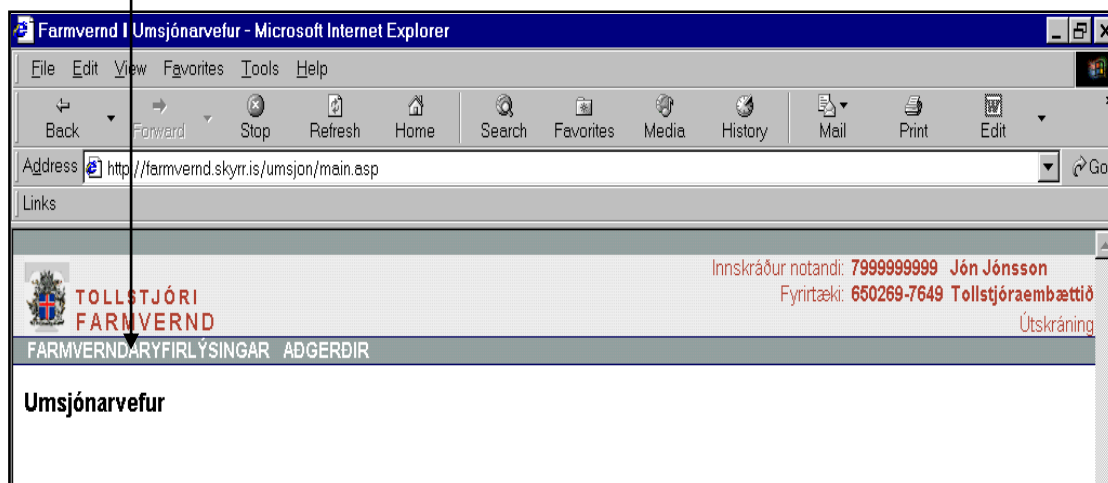 Farmvernd I Umsjónarvefur - Microsoft Internet Explorer
File Edit View Favorites Tools Help
Back Forward Stop Refresh Home Search Favorites Media History Mail Print Edit
Address http://farmvernd.skyrr.is/umsjon/main.asp Go
Links
Innskráður notandi: 7999999999 Jón Jónsson
TOLLSTJÓRI Fyrirtæki: 650269-7649 Tollstjóraembættið
FARMVERND Útskráning
FARMVERNDARYFIRLÝSINGAR AÐGERÐIR
Umsjónarvefur